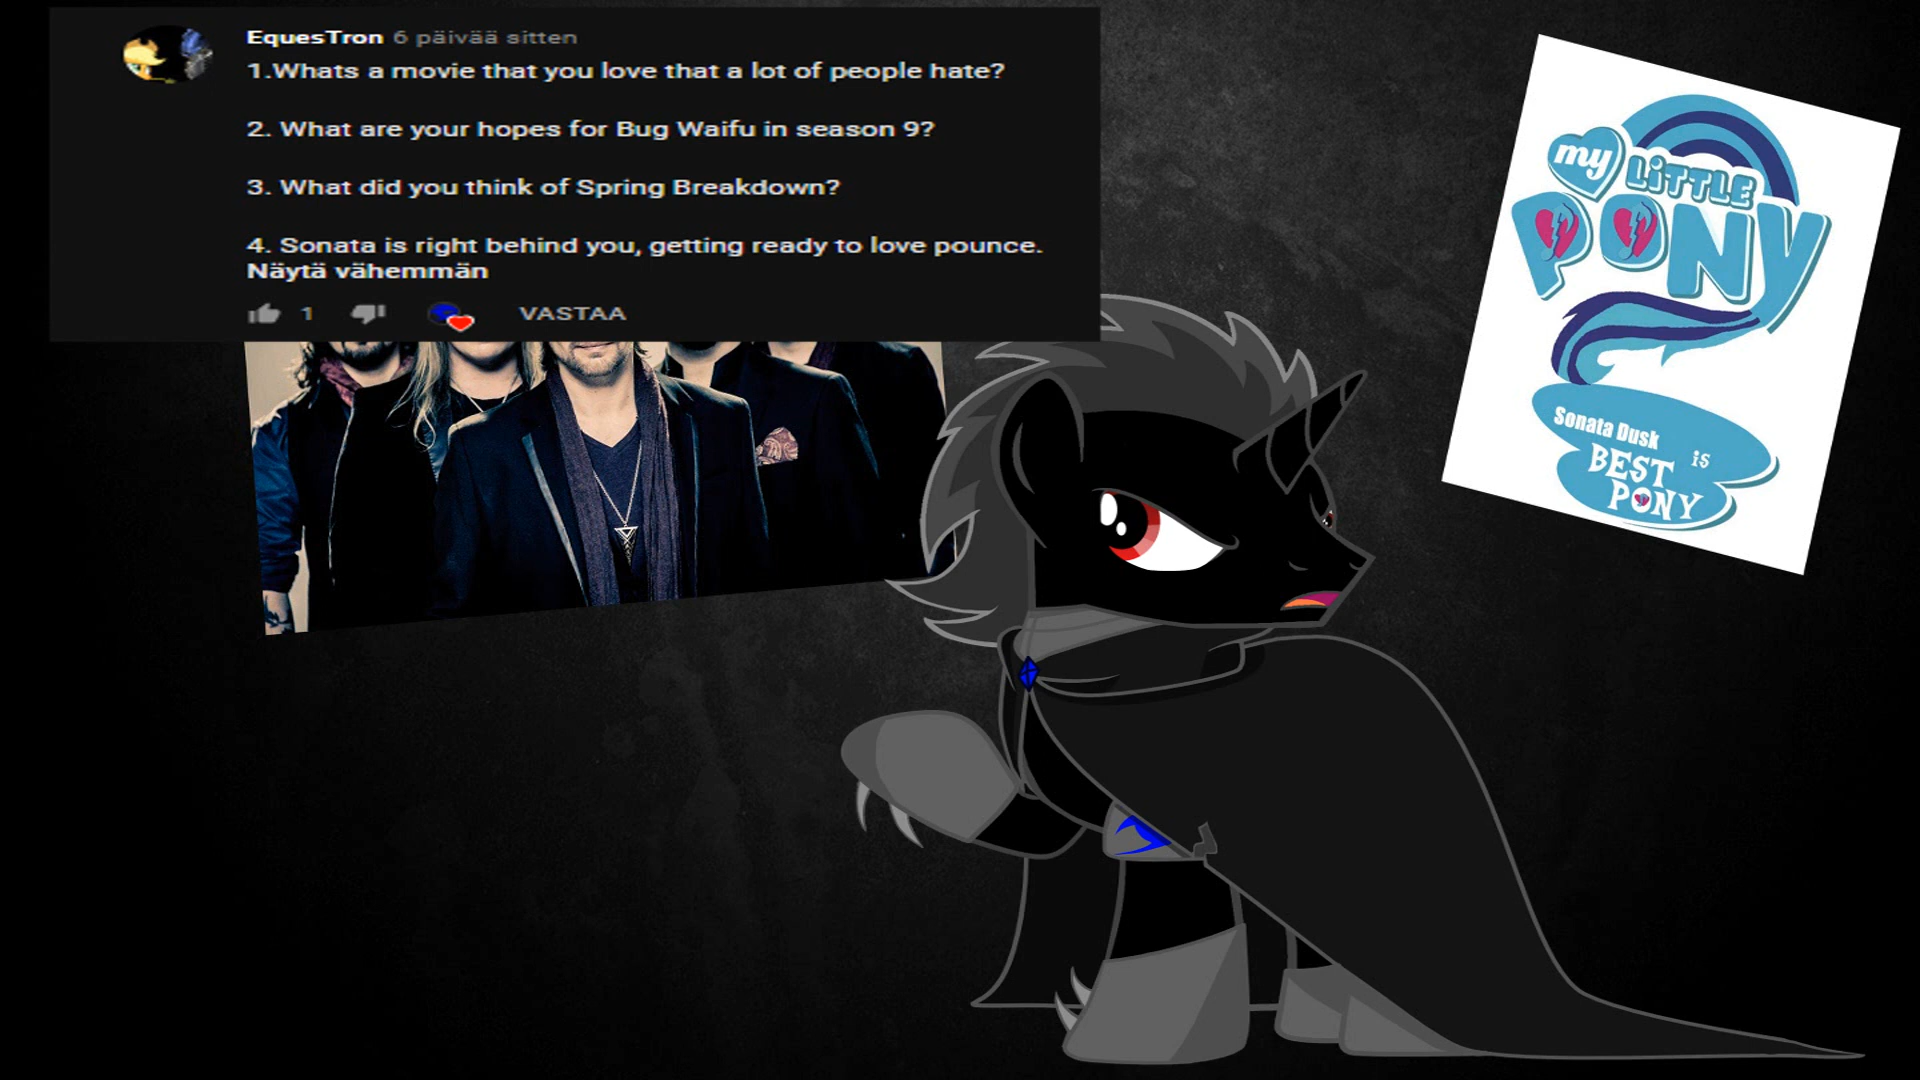 EquesTron 6 päivää sitten
1.Whats a movie that you love that a lot of people hate?
2. What are your hopes for Bug Waifu in season 9?
3. What did you think of Spring Breakdown?
4. Sonata is right behind you, getting ready to love pounce.
Näytä vähemmän
1 VASTAA
my
LiTTLE
PONY
Sonata Dusk
is
BEST
PONY